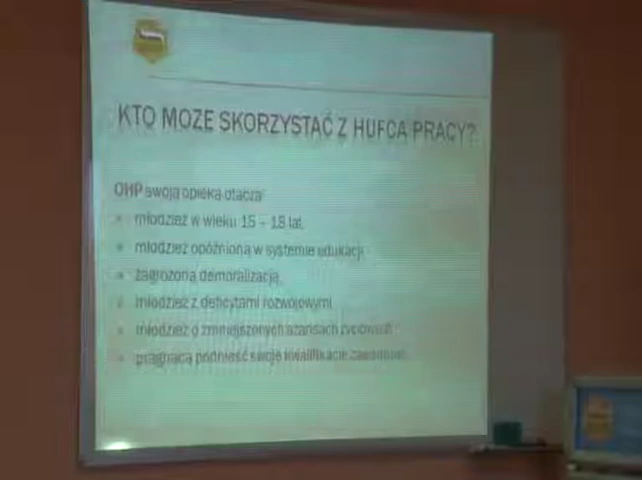 KTO MOŻE SKORZYSTAĆ Z HUFCA PRACY?
OHP swoją opieką otacza
młodzież w wieku 15 – 18 lat,
młodzież opóźnioną w systemie edukacji
zagrożoną demoralizacją,
młodzież z deficytami rozwojowymi
młodzież o zmniejszonych szansach życiowych
pragnącą podnieść swoje kwalifikacje zawodowe